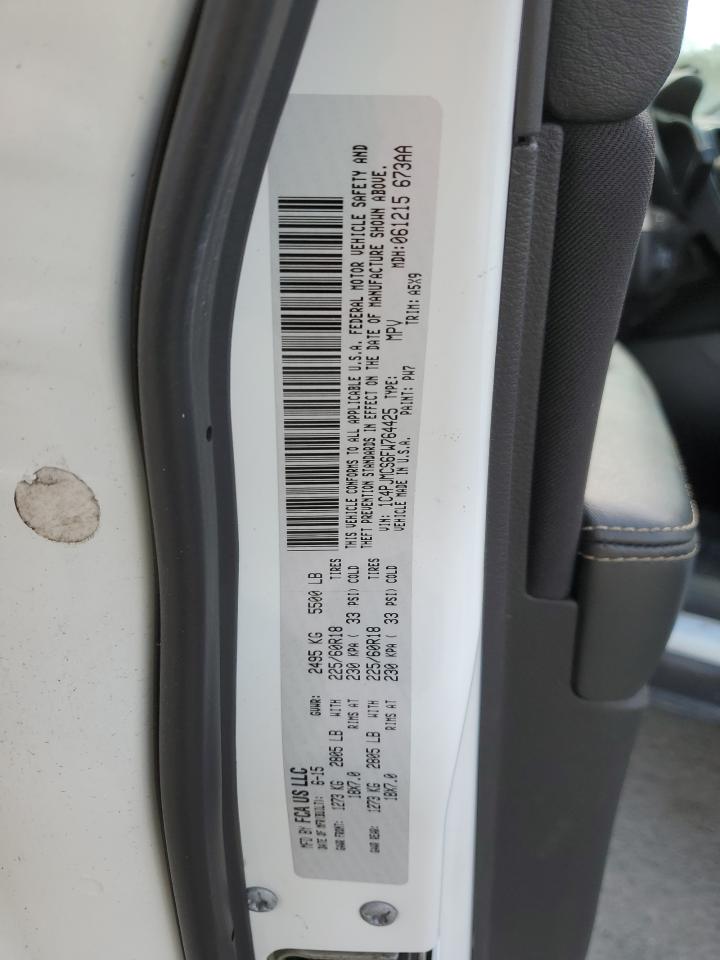 MFD BY: FCA US LLC
DATE OF MFR(BUILT): 6-15 GVWR: 2495 KG 5500 LB
GAWR FRONT: 1273 KG 2805 LB WITH 225/60R18 TIRES
18X7.0 RIMS AT 230 KPA ( 33 PSI) COLD
GAWR REAR: 1273 KG 2805 LB WITH 225/60R18 TIRES
18X7.0 RIMS AT 230 KPA ( 33 PSI) COLD
THIS VEHICLE CONFORMS TO ALL APPLICABLE U.S.A. FEDERAL MOTOR VEHICLE SAFETY AND
THEFT PREVENTION STANDARDS IN EFFECT ON THE DATE OF MANUFACTURE SHOWN ABOVE.
VIN: 1C4PJMCS6FW764425 TYPE: MPV MDH: 061215 673AA
VEHICLE MADE IN U.S.A. PAINT: PW7 TRIM: A5X9